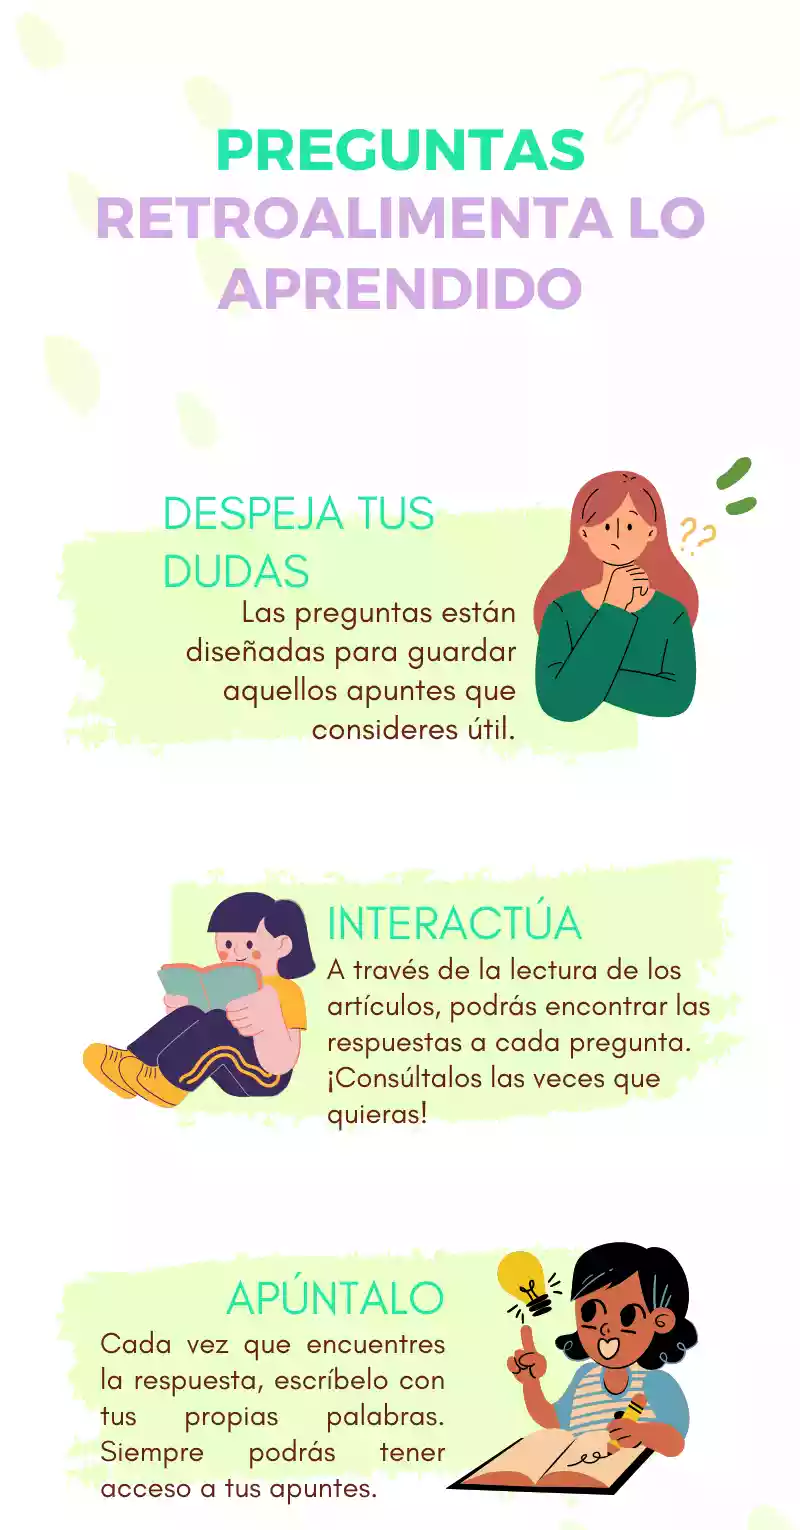 PREGUNTAS
RETROALIMENTA LO
APRENDIDO
DESPEJA TUS
DUDAS
Las preguntas están
diseñadas para guardar
aquellos apuntes que
consideres útil.
??
INTERACTÚA
A través de la lectura de los
artículos, podrás encontrar las
respuestas a cada pregunta.
¡Consúltalos las veces que
quieras!
APÚNTALO
Cada vez que encuentres
la respuesta, escríbelo con
tus propias palabras.
Siempre podrás tener
acceso a tus apuntes.